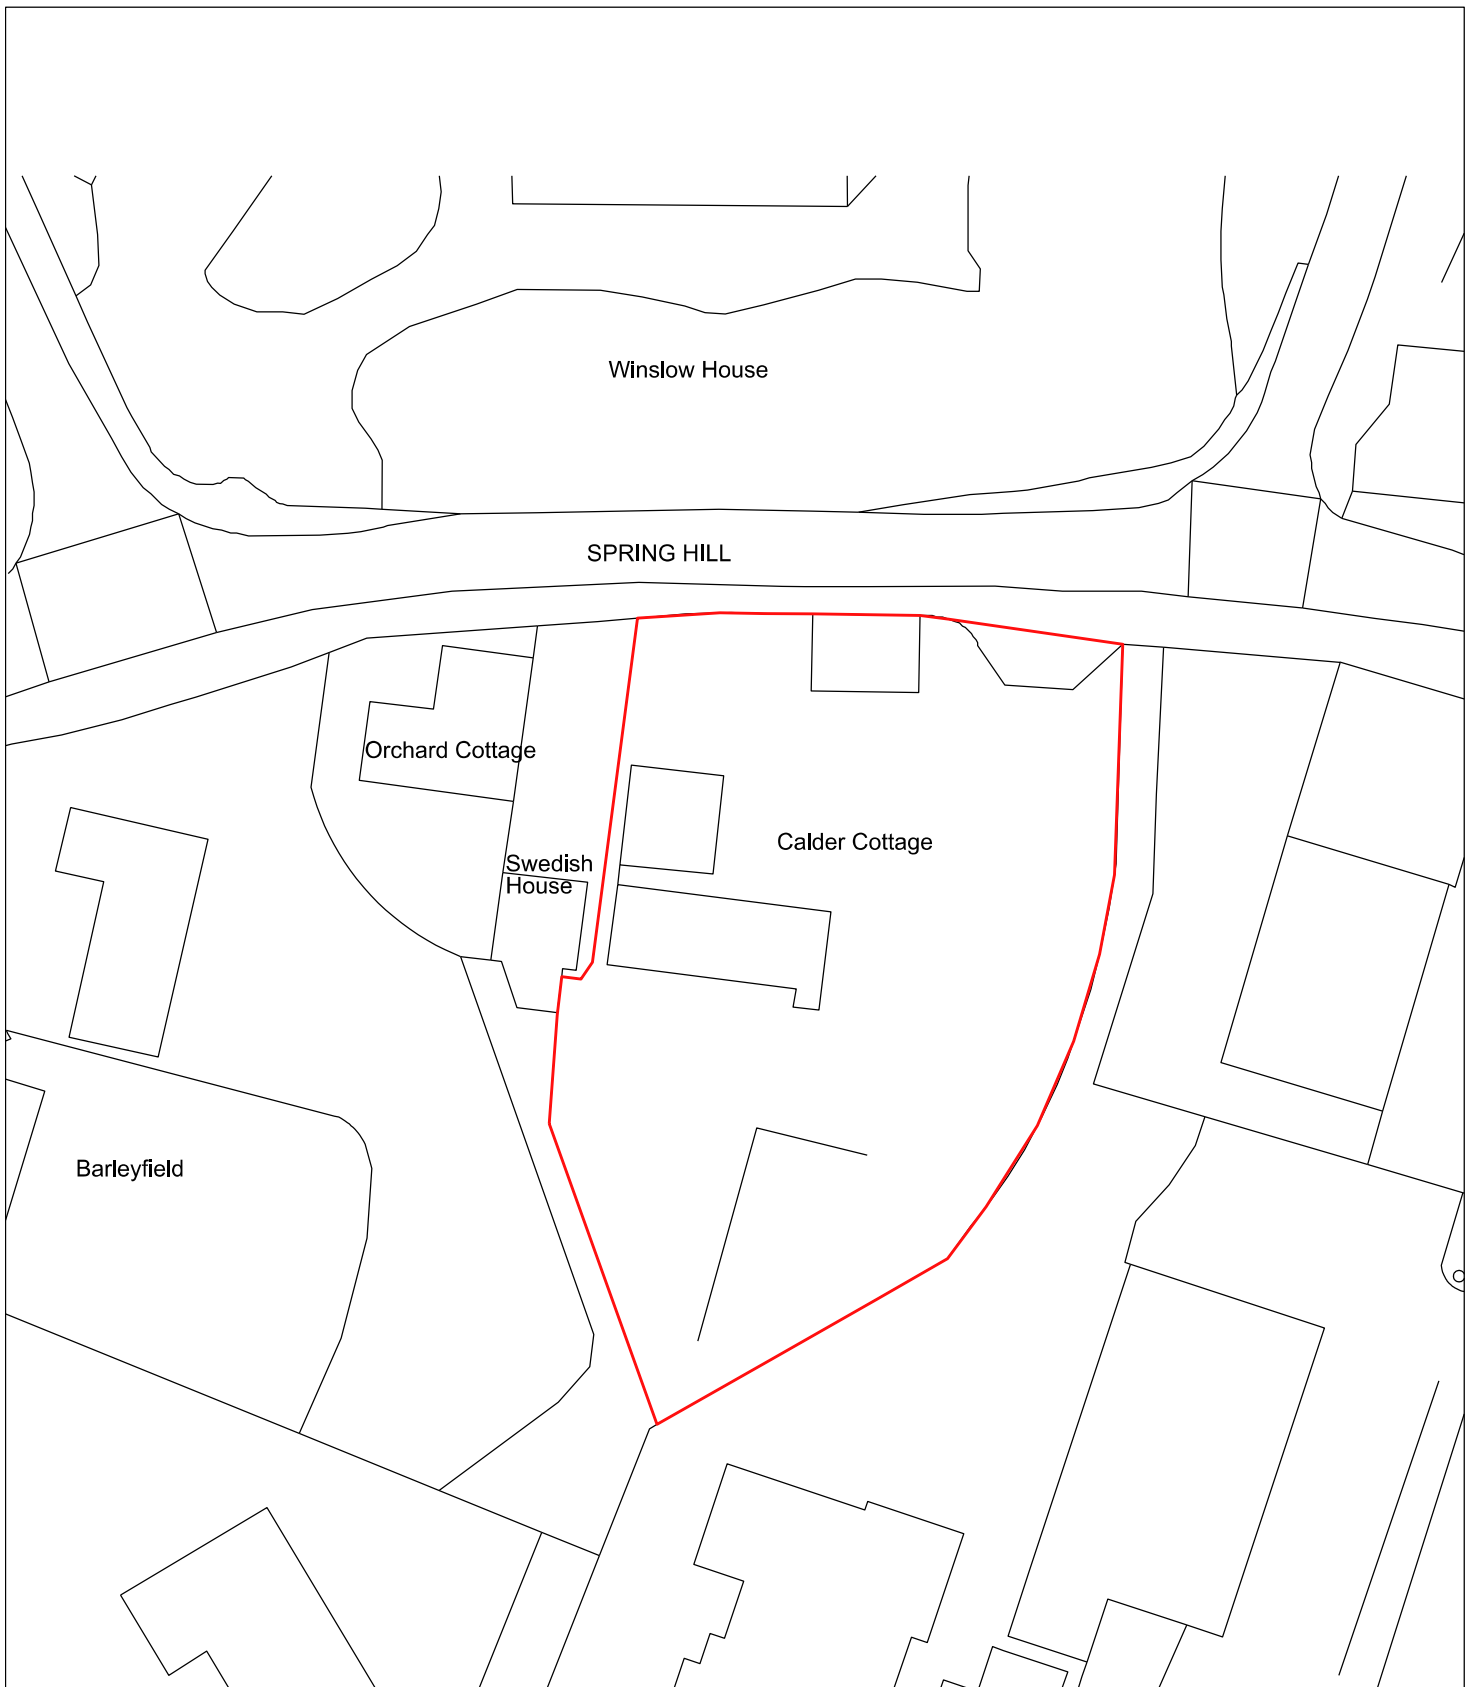 Winslow House
SPRING HILL
Orchard Cottage
Calder Cottage
Swedish
House
Barleyfield